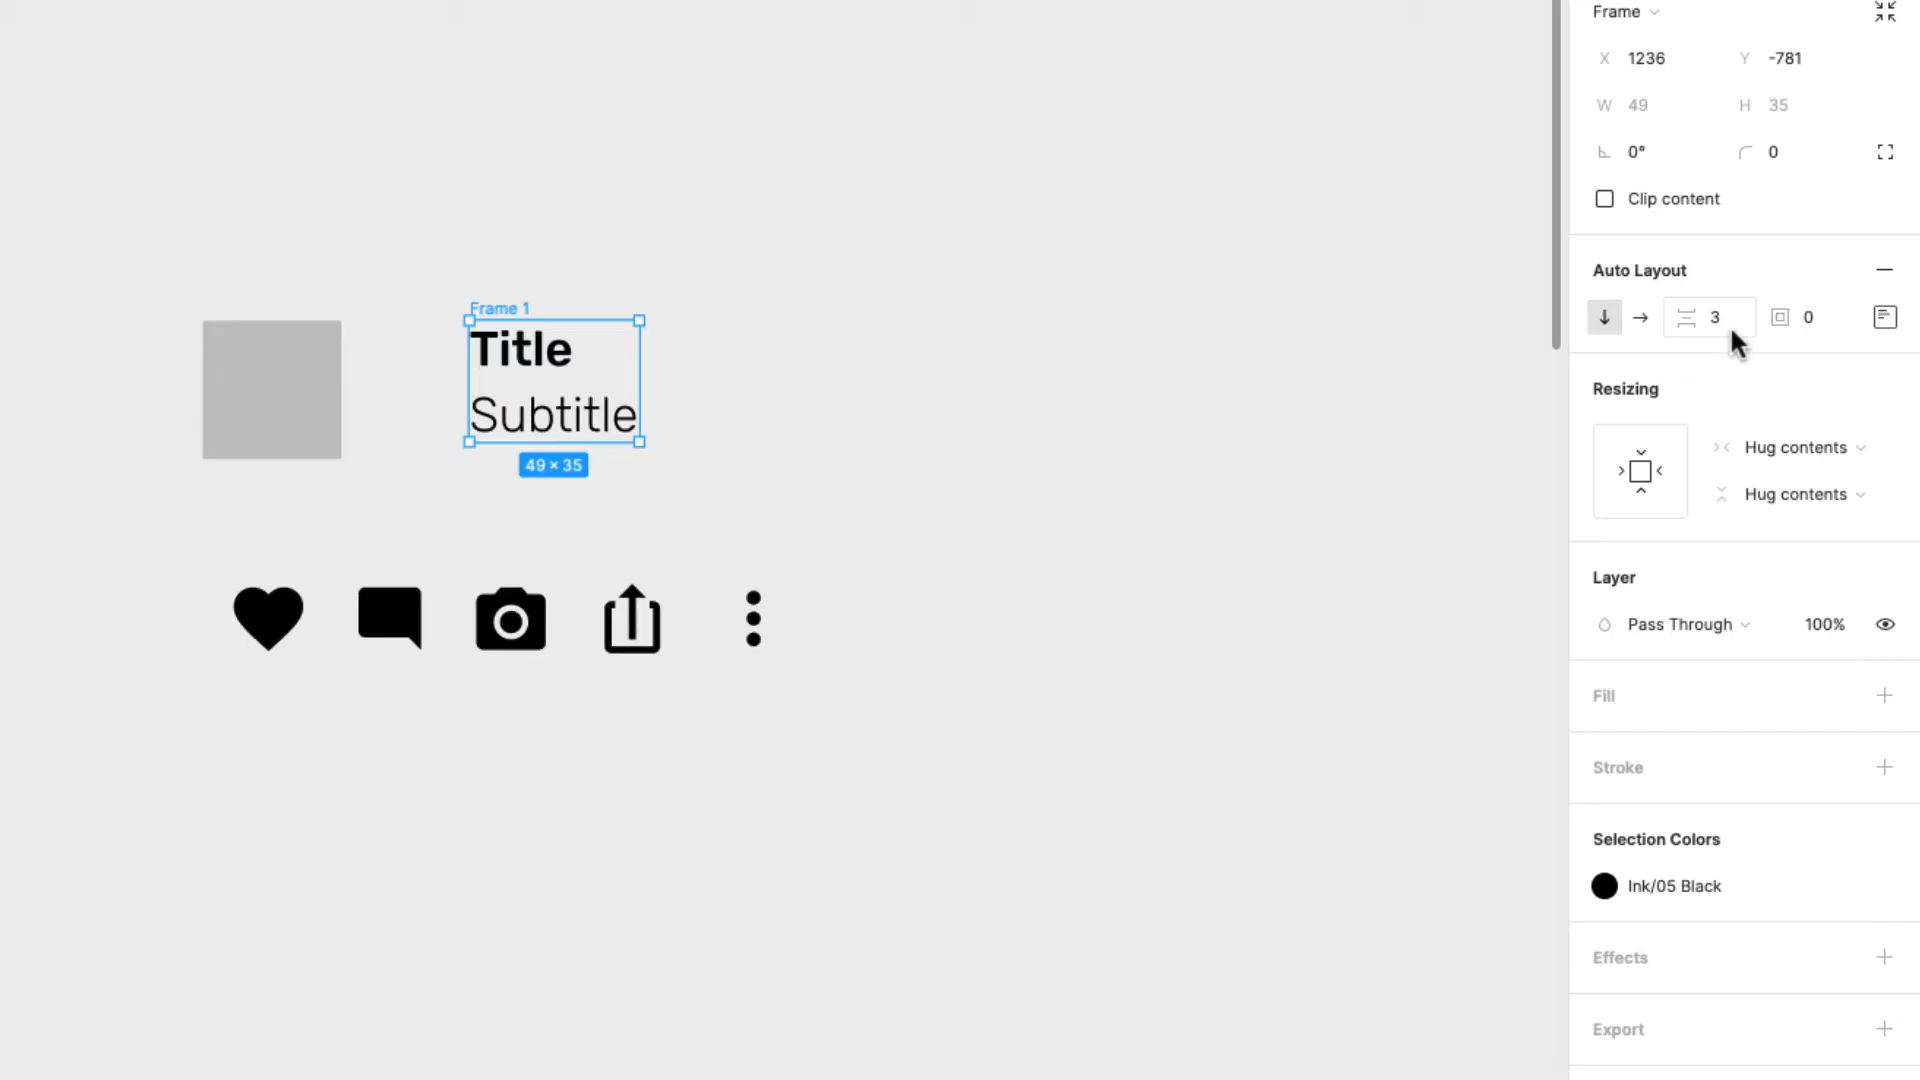 Frame 1
Title
Subtitle
49 × 35
Frame
X 1236 Y -781
W 49 H 35
0° 0
Clip content
Auto Layout
3 0
Resizing
Hug contents
Hug contents
Layer
Pass Through 100%
Fill
Stroke
Selection Colors
Ink/05 Black
Effects
Export